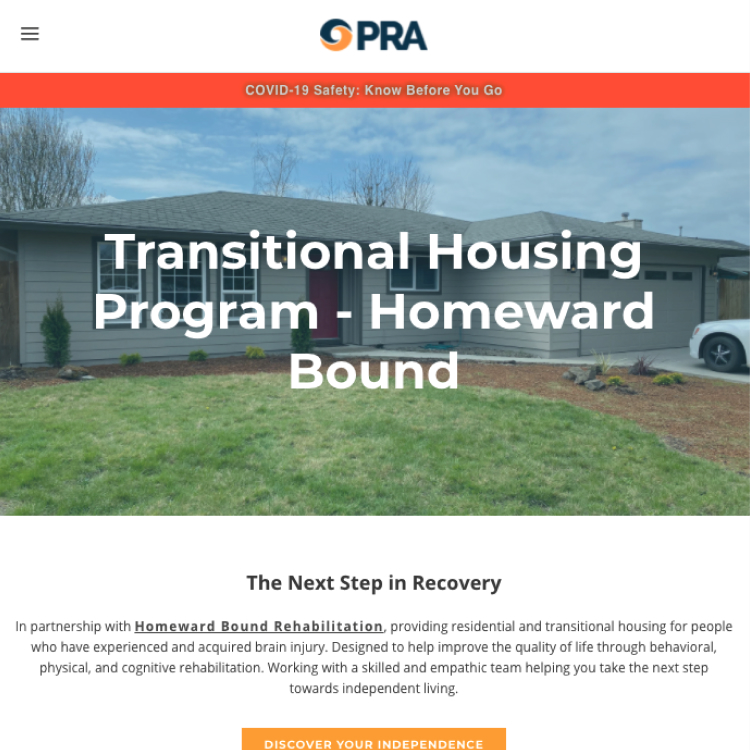 PRA
COVID-19 Safety: Know Before You Go
Transitional Housing
Program - Homeward
Bound
The Next Step in Recovery
In partnership with Homeward Bound Rehabilitation, providing residential and transitional housing for people
who have experienced and acquired brain injury. Designed to help improve the quality of life through behavioral,
physical, and cognitive rehabilitation. Working with a skilled and empathic team helping you take the next step
towards independent living.
DISCOVER YOUR INDEPENDENCE